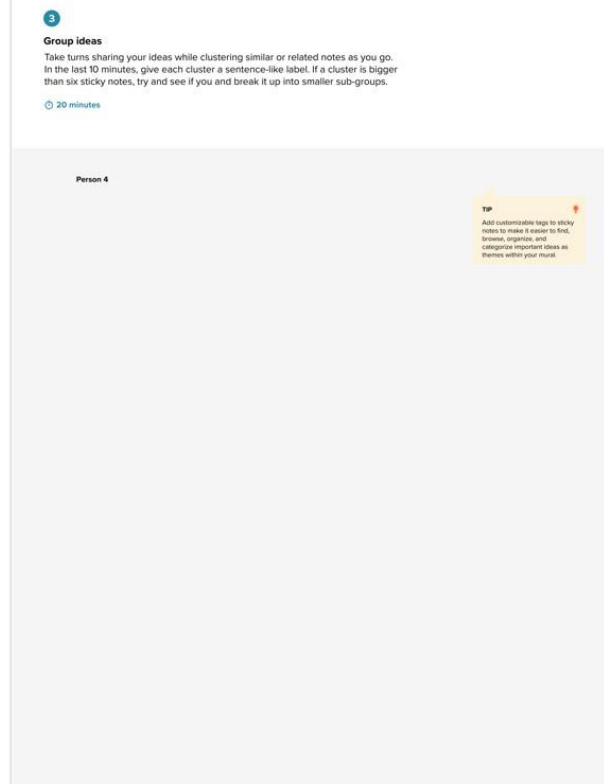 3
Group ideas
Take turns sharing your ideas while clustering similar or related notes as you go.
In the last 10 minutes, give each cluster a sentence-like label. If a cluster is bigger
than six sticky notes, try and see if you and break it up into smaller sub-groups.
20 minutes
Person 4
TIP
Add customizable tags to sticky
notes to make it easier to find,
browse, organize, and
categorize important ideas as
themes within your mural.